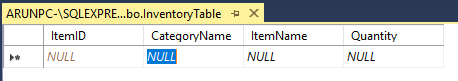 ARUNPC-\SQLEXPRE...bo.InventoryTable
ItemID CategoryName ItemName Quantity
NULL NULL NULL NULL